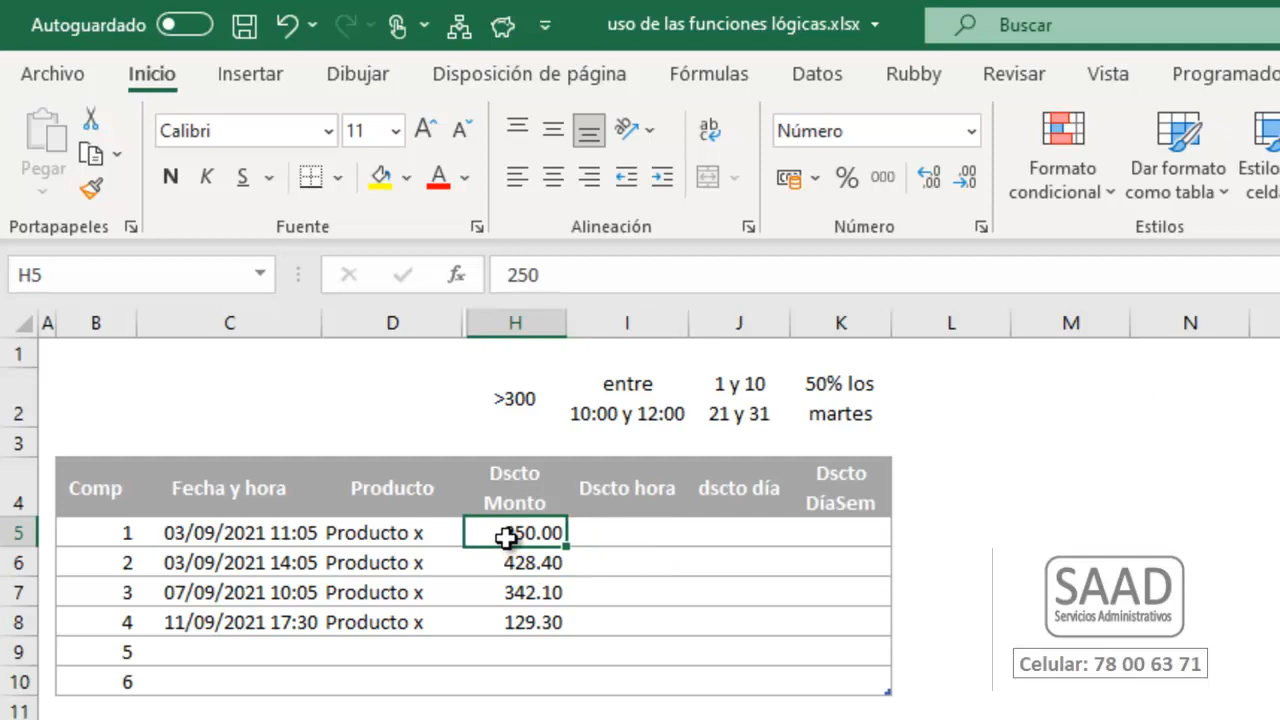 Autoguardado
uso de las funciones lógicas.xlsx
Buscar
Archivo Inicio Insertar Dibujar Disposición de página Fórmulas Datos Rubby Revisar Vista Programado
Pegar
Calibri 11
N K S
ab
Número
% 000
Formato
condicional
Dar formato
como tabla
Estilo
celd
Portapapeles Fuente Alineación Número Estilos
H5 fx 250
A B C D H I J K L M N
1
2 >300
entre
10:00 y 12:00
1 y 10
21 y 31
50% los
martes
3
4 Comp Fecha y hora Producto
Dscto
Monto
Dscto hora dscto día
Dscto
DíaSem
5 1 03/09/2021 11:05 Producto x 250.00
6 2 03/09/2021 14:05 Producto x 428.40
7 3 07/09/2021 10:05 Producto x 342.10
8 4 11/09/2021 17:30 Producto x 129.30
9 5
10 6
11
SAAD
Servicios Administrativos
Celular: 78 00 63 71